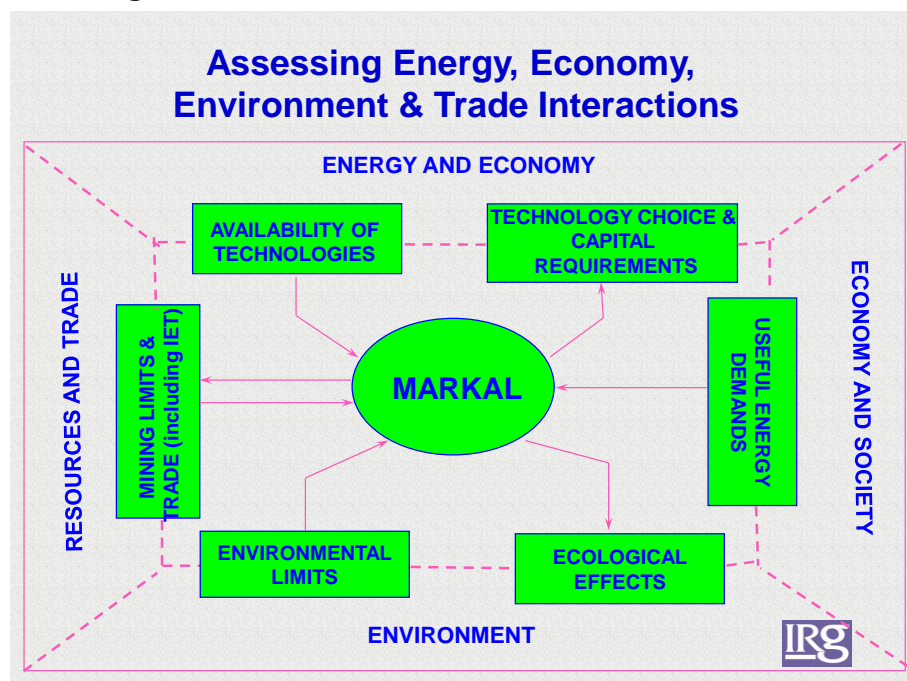 Assessing Energy, Economy,
Environment & Trade Interactions
ENERGY AND ECONOMY
AVAILABILITY OF
TECHNOLOGIES
TECHNOLOGY CHOICE &
CAPITAL
REQUIREMENTS
RESOURCES AND TRADE
MINING LIMITS &
TRADE (including IET)
MARKAL
USEFUL ENERGY
DEMANDS
ECONOMY AND SOCIETY
ENVIRONMENTAL
LIMITS
ECOLOGICAL
EFFECTS
ENVIRONMENT
IRg